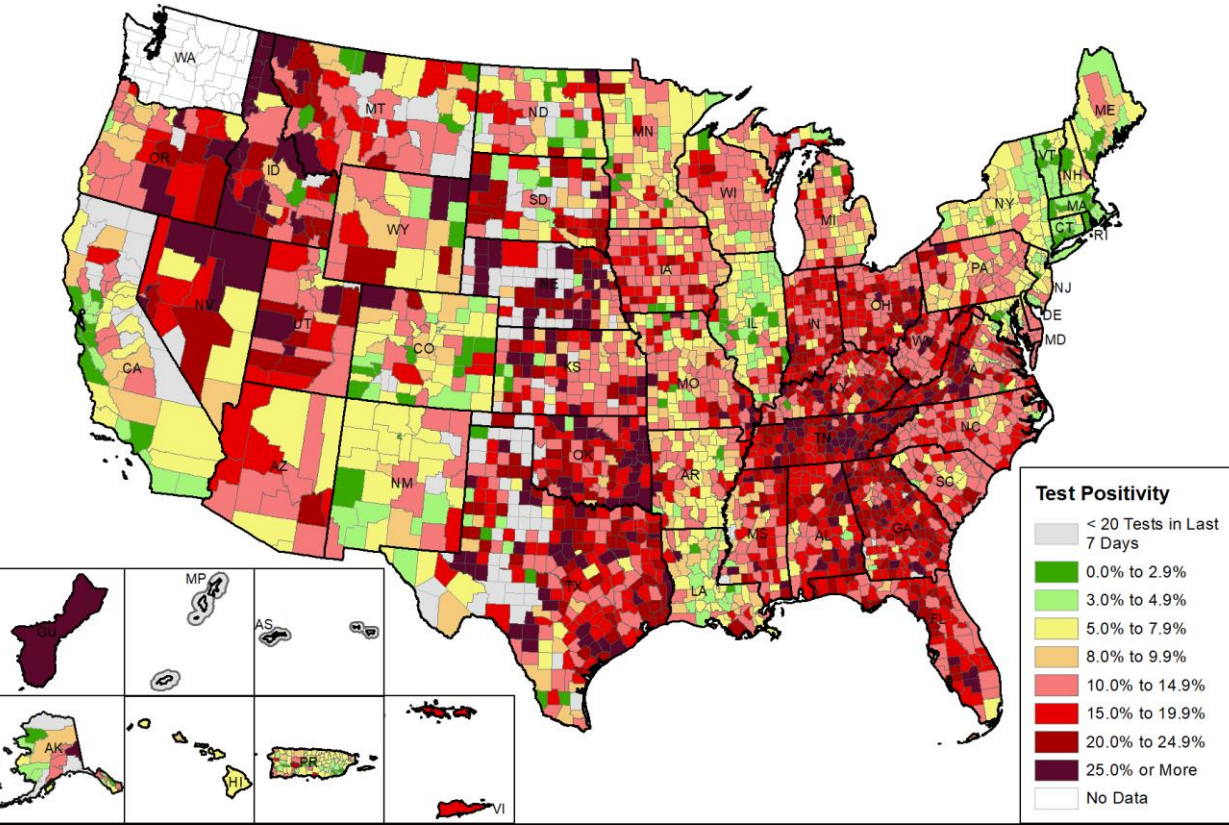 WA
MT
ND
MN
ME
OR
ID
SD
WI
MI
VT
NH
NY
MA
CT
RI
WY
NE
IA
PA
NJ
NV
UT
CO
IL
IN
OH
DE
MD
CA
KS
MO
WV
VA
KY
AZ
NM
OK
AR
TN
NC
SC
TX
LA
MS
AL
GA
FL
GU
MP
AS
AK
HI
PR
VI
Test Positivity
< 20 Tests in Last
7 Days
0.0% to 2.9%
3.0% to 4.9%
5.0% to 7.9%
8.0% to 9.9%
10.0% to 14.9%
15.0% to 19.9%
20.0% to 24.9%
25.0% or More
No Data